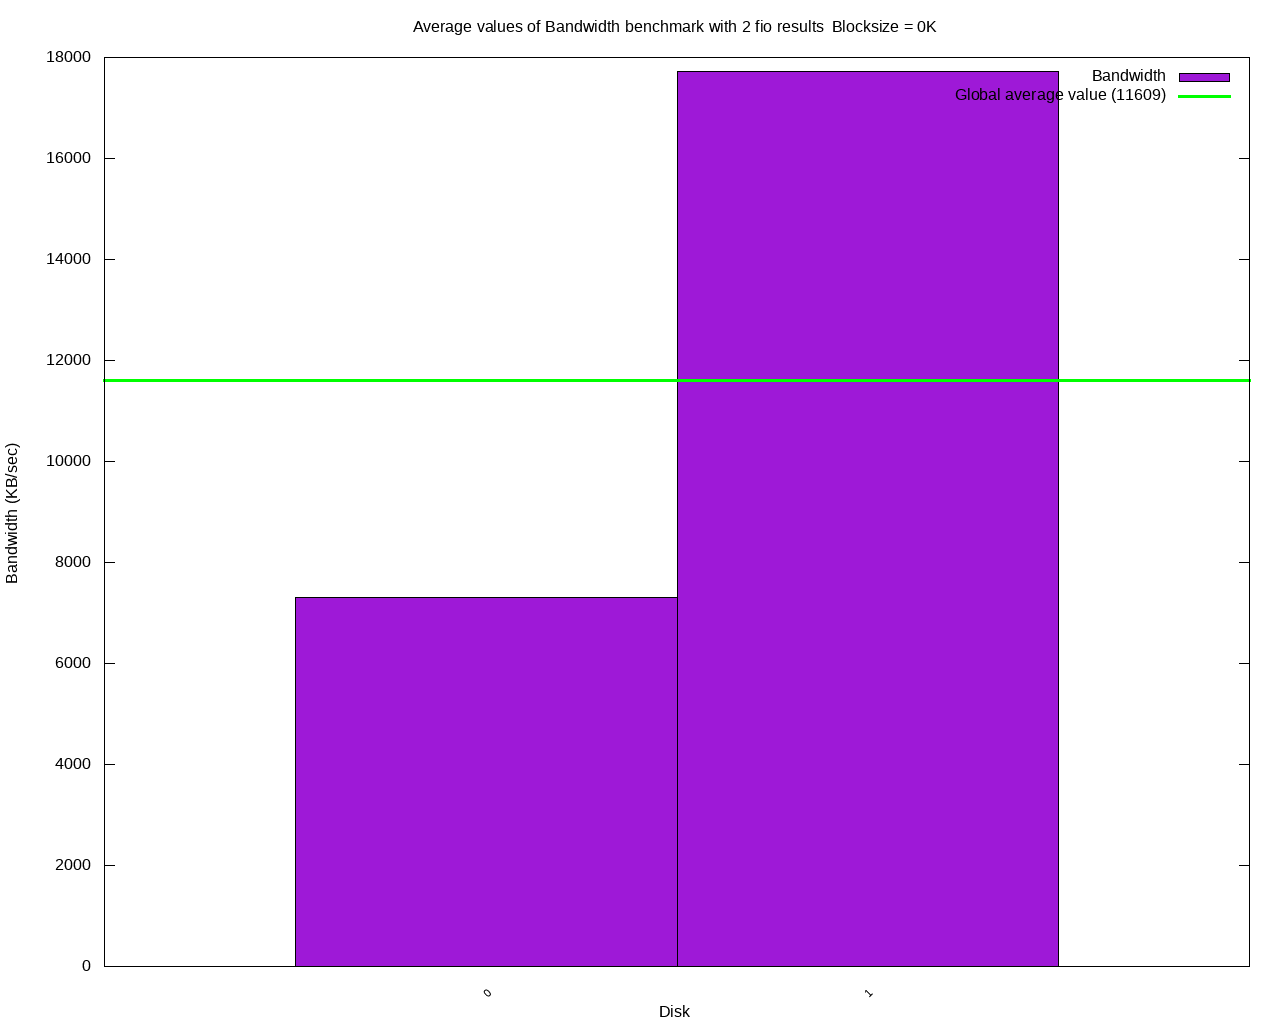 Average values of Bandwidth benchmark with 2 fio results  Blocksize = 0K
Bandwidth
Global average value (11609)
18000
16000
14000
12000
10000
8000
6000
4000
2000
0
Bandwidth (KB/sec)
0
1
Disk